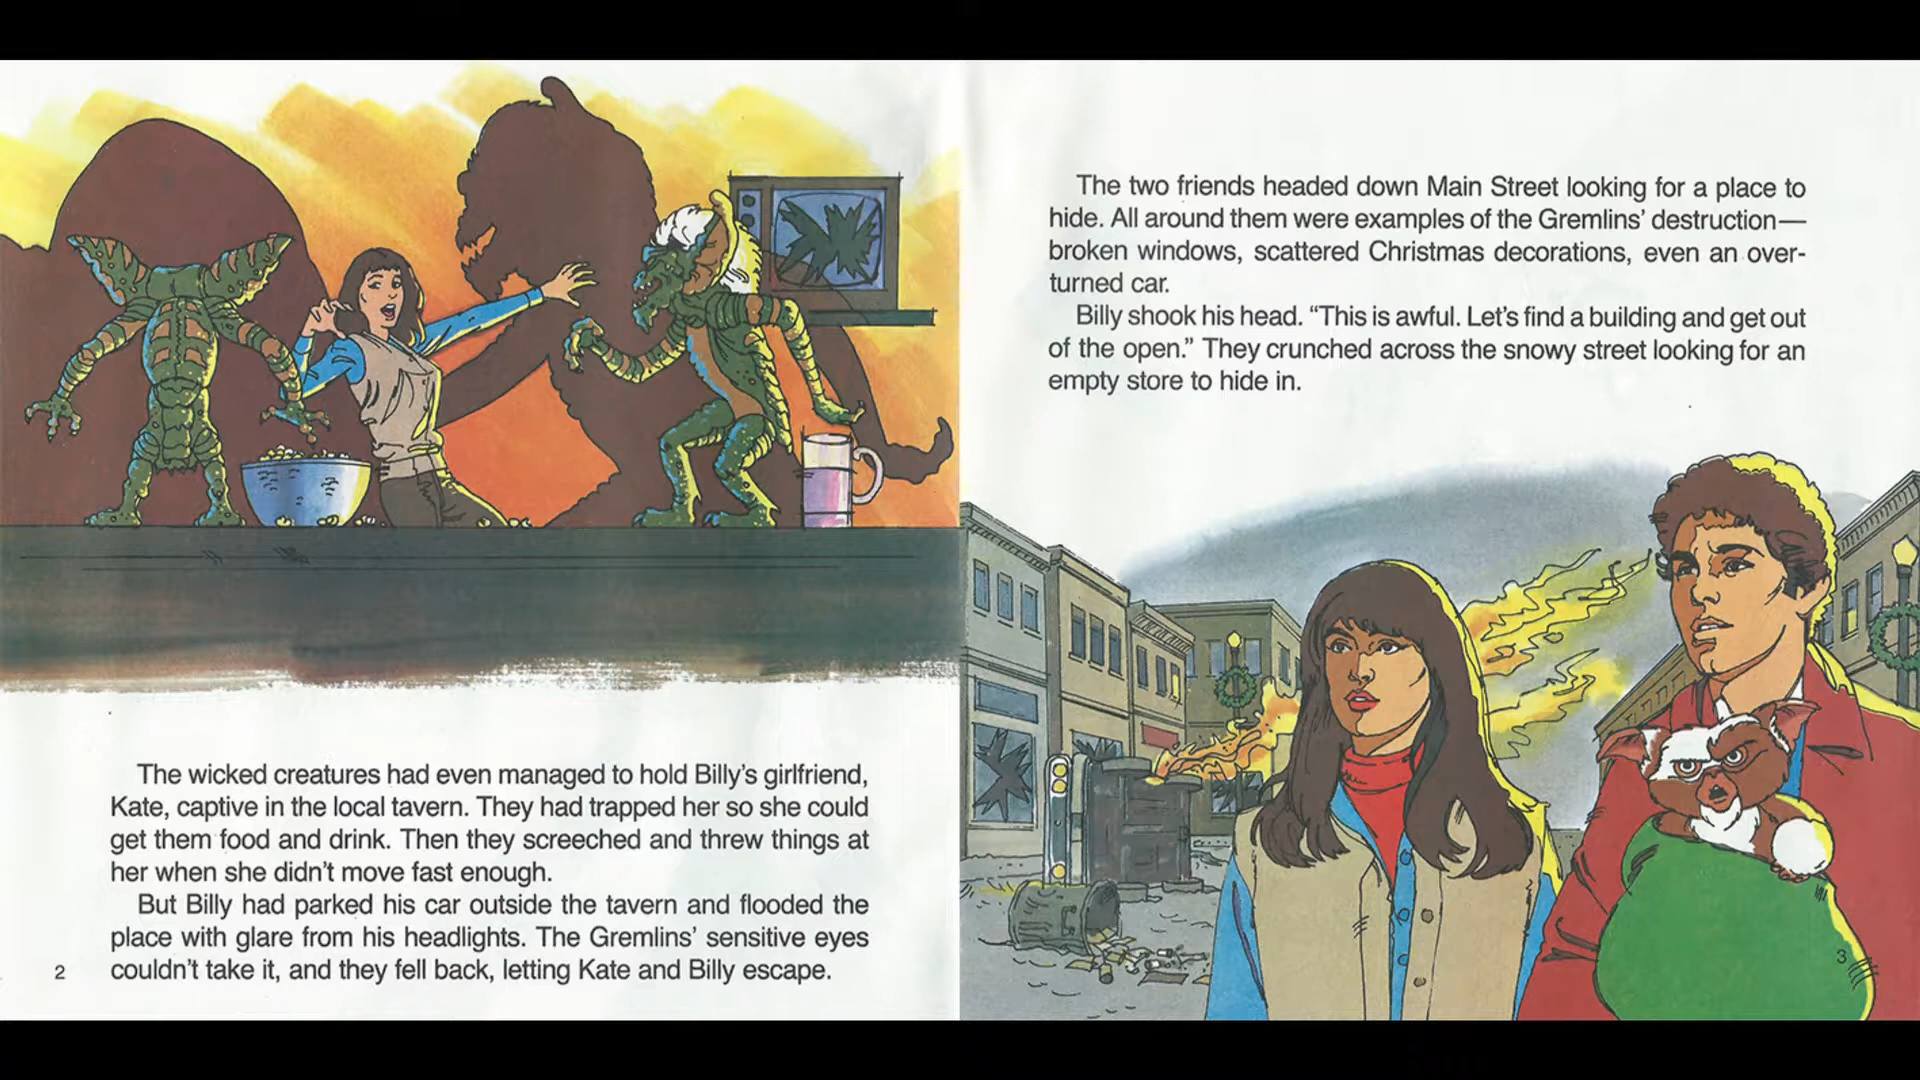 The wicked creatures had even managed to hold Billy's girlfriend,
Kate, captive in the local tavern. They had trapped her so she could
get them food and drink. Then they screeched and threw things at
her when she didn't move fast enough.
But Billy had parked his car outside the tavern and flooded the
place with glare from his headlights. The Gremlins' sensitive eyes
couldn't take it, and they fell back, letting Kate and Billy escape.
2
The two friends headed down Main Street looking for a place to
hide. All around them were examples of the Gremlins' destruction—
broken windows, scattered Christmas decorations, even an over-
turned car.
Billy shook his head. “This is awful. Let's find a building and get out
of the open.” They crunched across the snowy street looking for an
empty store to hide in.
3